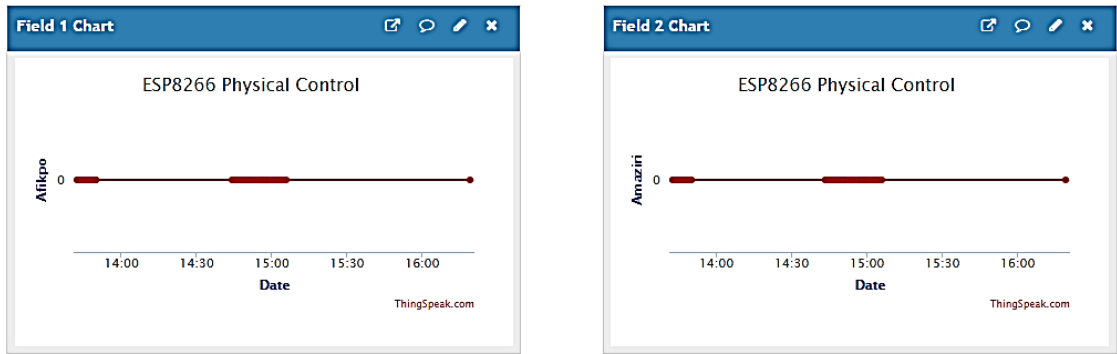 Field 1 Chart
ESP8266 Physical Control
Afikpo
0
14:00 14:30 15:00 15:30 16:00
Date
ThingSpeak.com
Field 2 Chart
ESP8266 Physical Control
Amaziri
0
14:00 14:30 15:00 15:30 16:00
Date
ThingSpeak.com